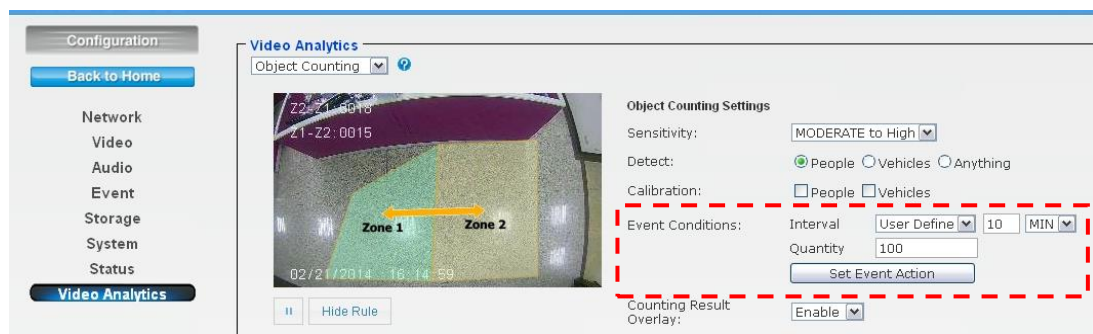 Configuration
Back to Home
Network
Video
Audio
Event
Storage
System
Status
Video Analytics
Video Analytics
Object Counting
Z2-Z1:0018
Z1-Z2:0015
Zone 1
Zone 2
02/21/2014 16:14:59
Hide Rule
Object Counting Settings
Sensitivity: MODERATE to High
Detect: People Vehicles Anything
Calibration: People Vehicles
Event Conditions: Interval User Define 10 MIN
Quantity 100
Set Event Action
Counting Result
Overlay: Enable